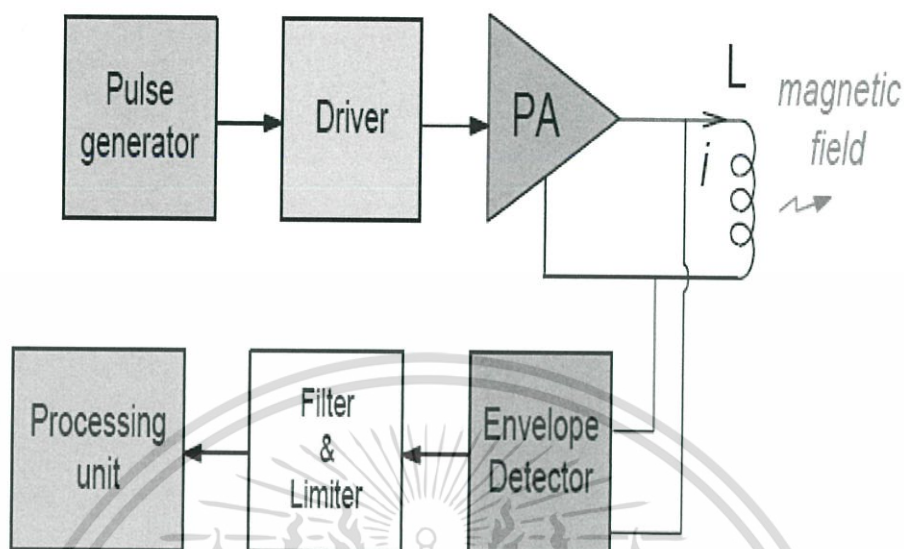 Pulse
generator
Driver
PA
L
i
magnetic
field
Processing
unit
Filter
&
Limiter
Envelope
Detector